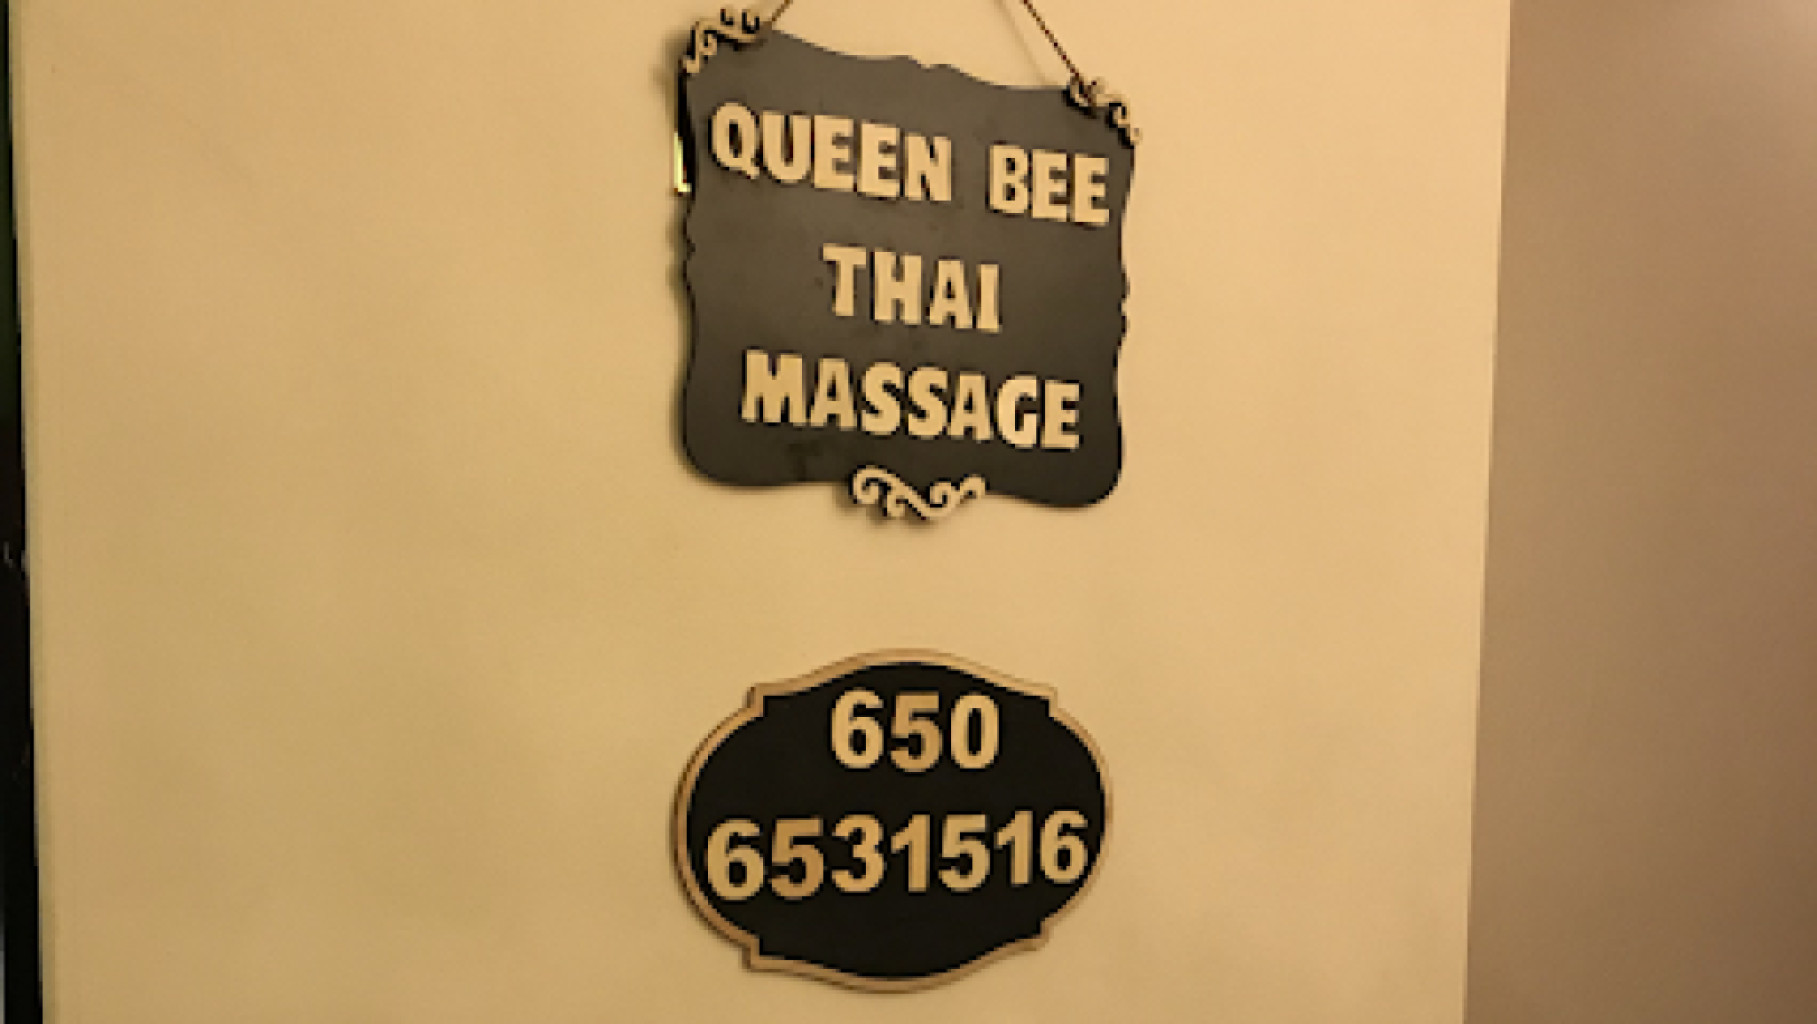 QUEEN BEE
THAI
MASSAGE
650
6531516